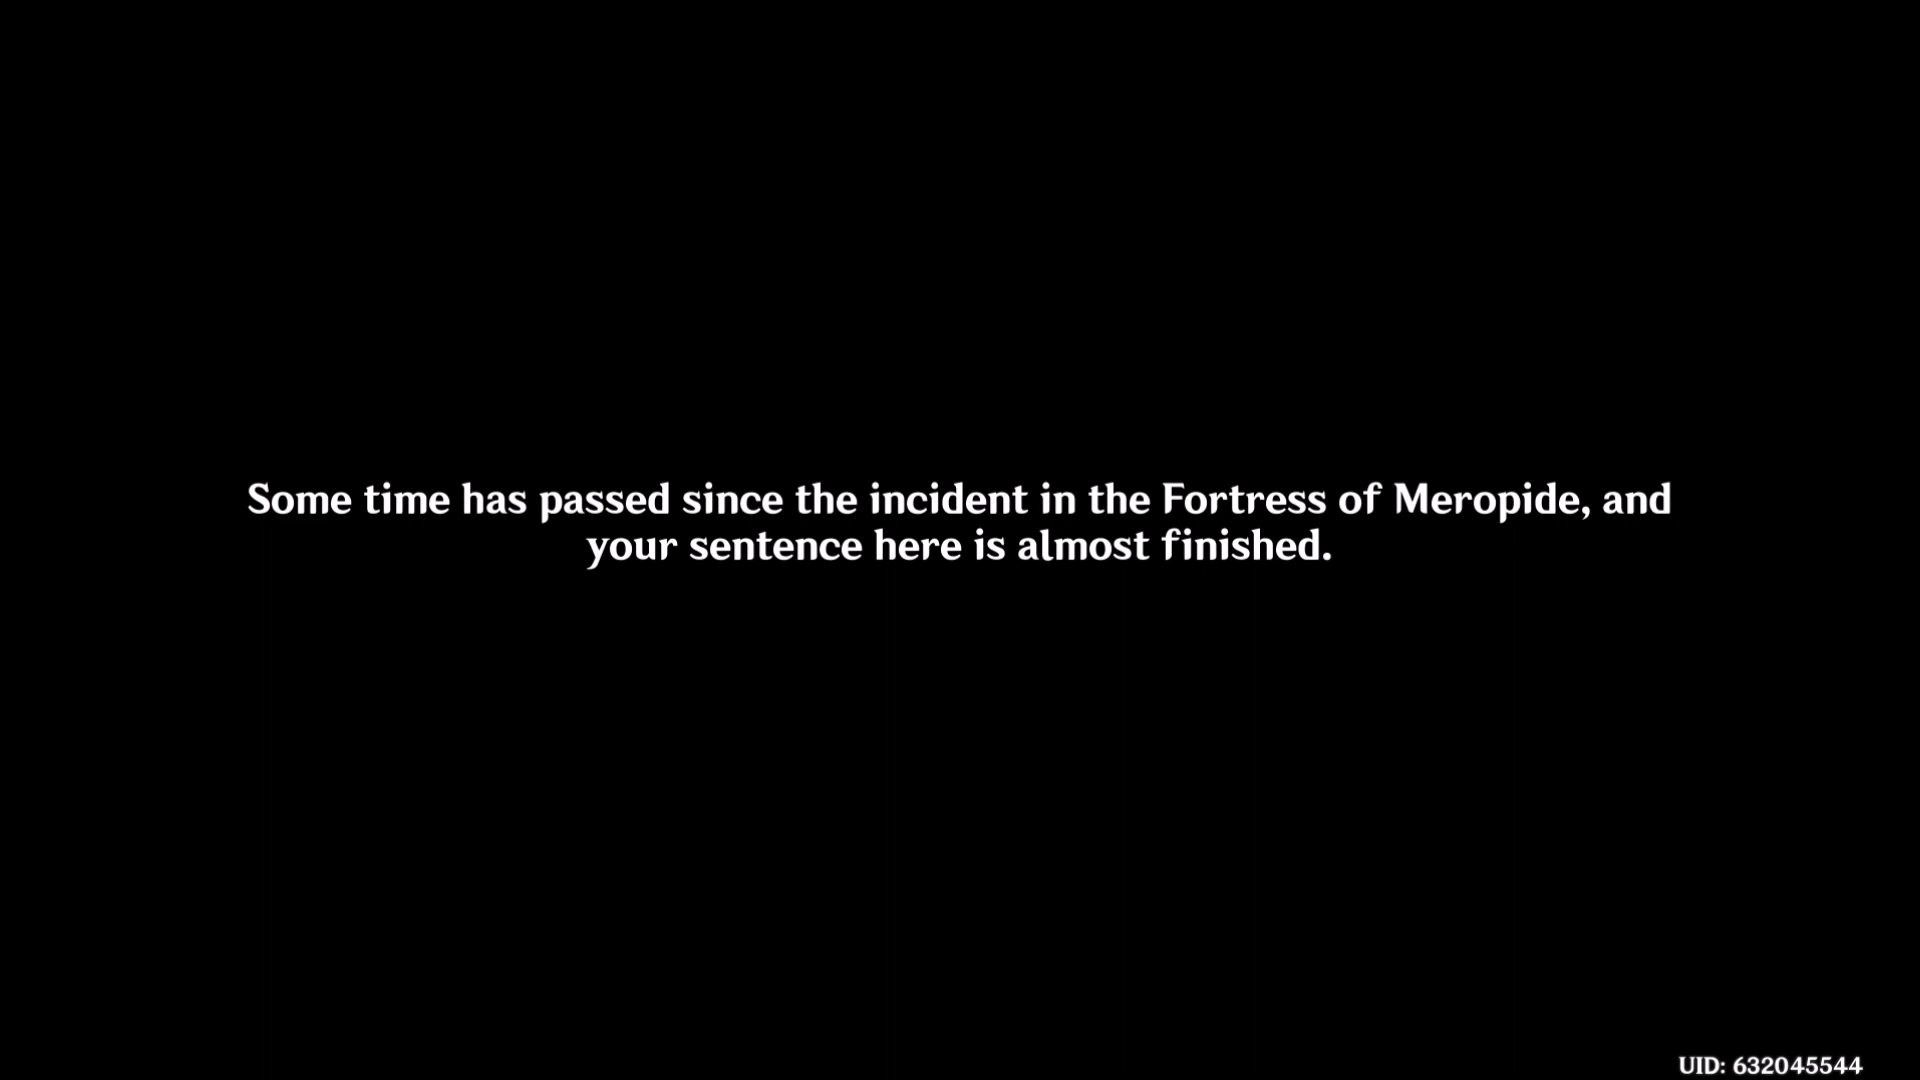 Some time has passed since the incident in the Fortress of Meropide, and
your sentence here is almost finished.
UID: 632045544